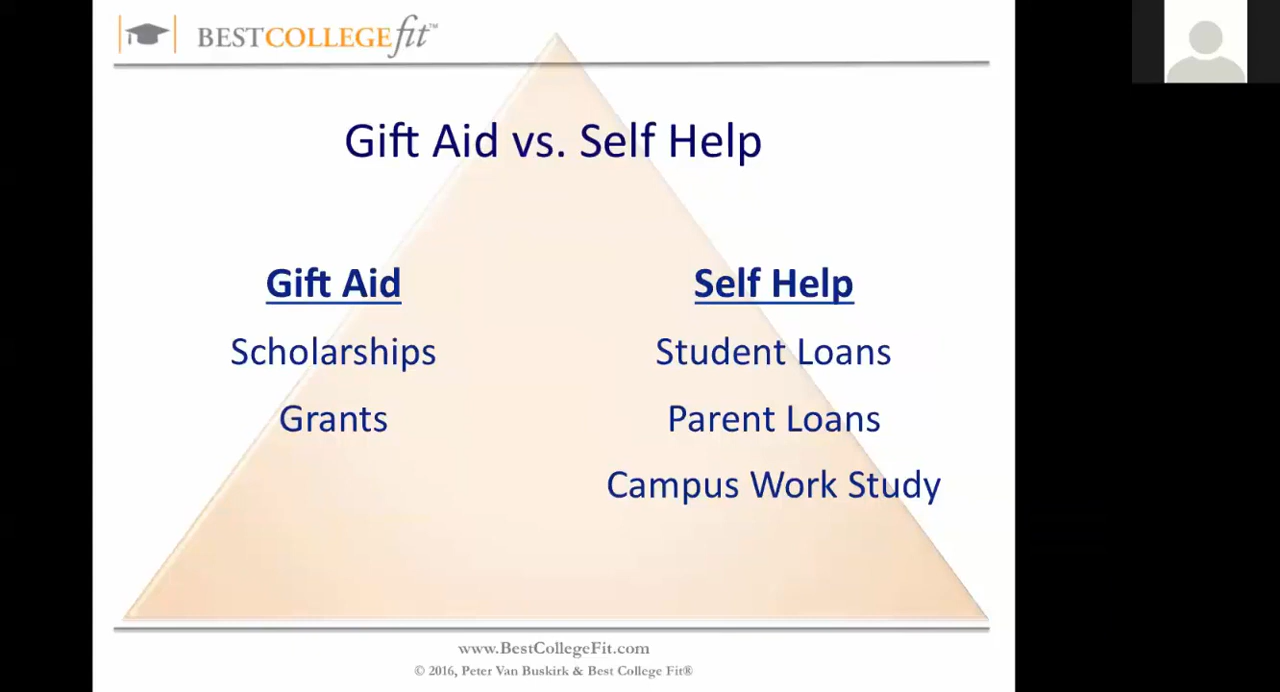 BESTCOLLEGEfit™
Gift Aid vs. Self Help
Gift Aid
Scholarships
Grants
Self Help
Student Loans
Parent Loans
Campus Work Study
www.BestCollegeFit.com
© 2016, Peter Van Buskirk & Best College Fit®